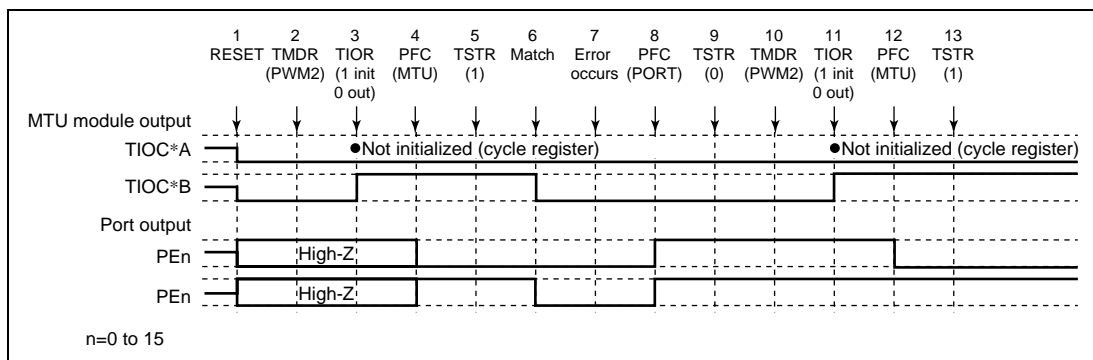 1 2 3 4 5 6 7 8 9 10 11 12 13
RESET TMDR TIOR PFC TSTR Match Error PFC TSTR TMDR TIOR PFC TSTR
(PWM2) (1 init (MTU) (1) occurs (PORT) (0) (PWM2) (1 init (MTU) (1)
0 out) 0 out)
MTU module output
TIOC*A ●Not initialized (cycle register) ●Not initialized (cycle register)
TIOC*B
Port output
PEn High-Z
PEn High-Z
n=0 to 15